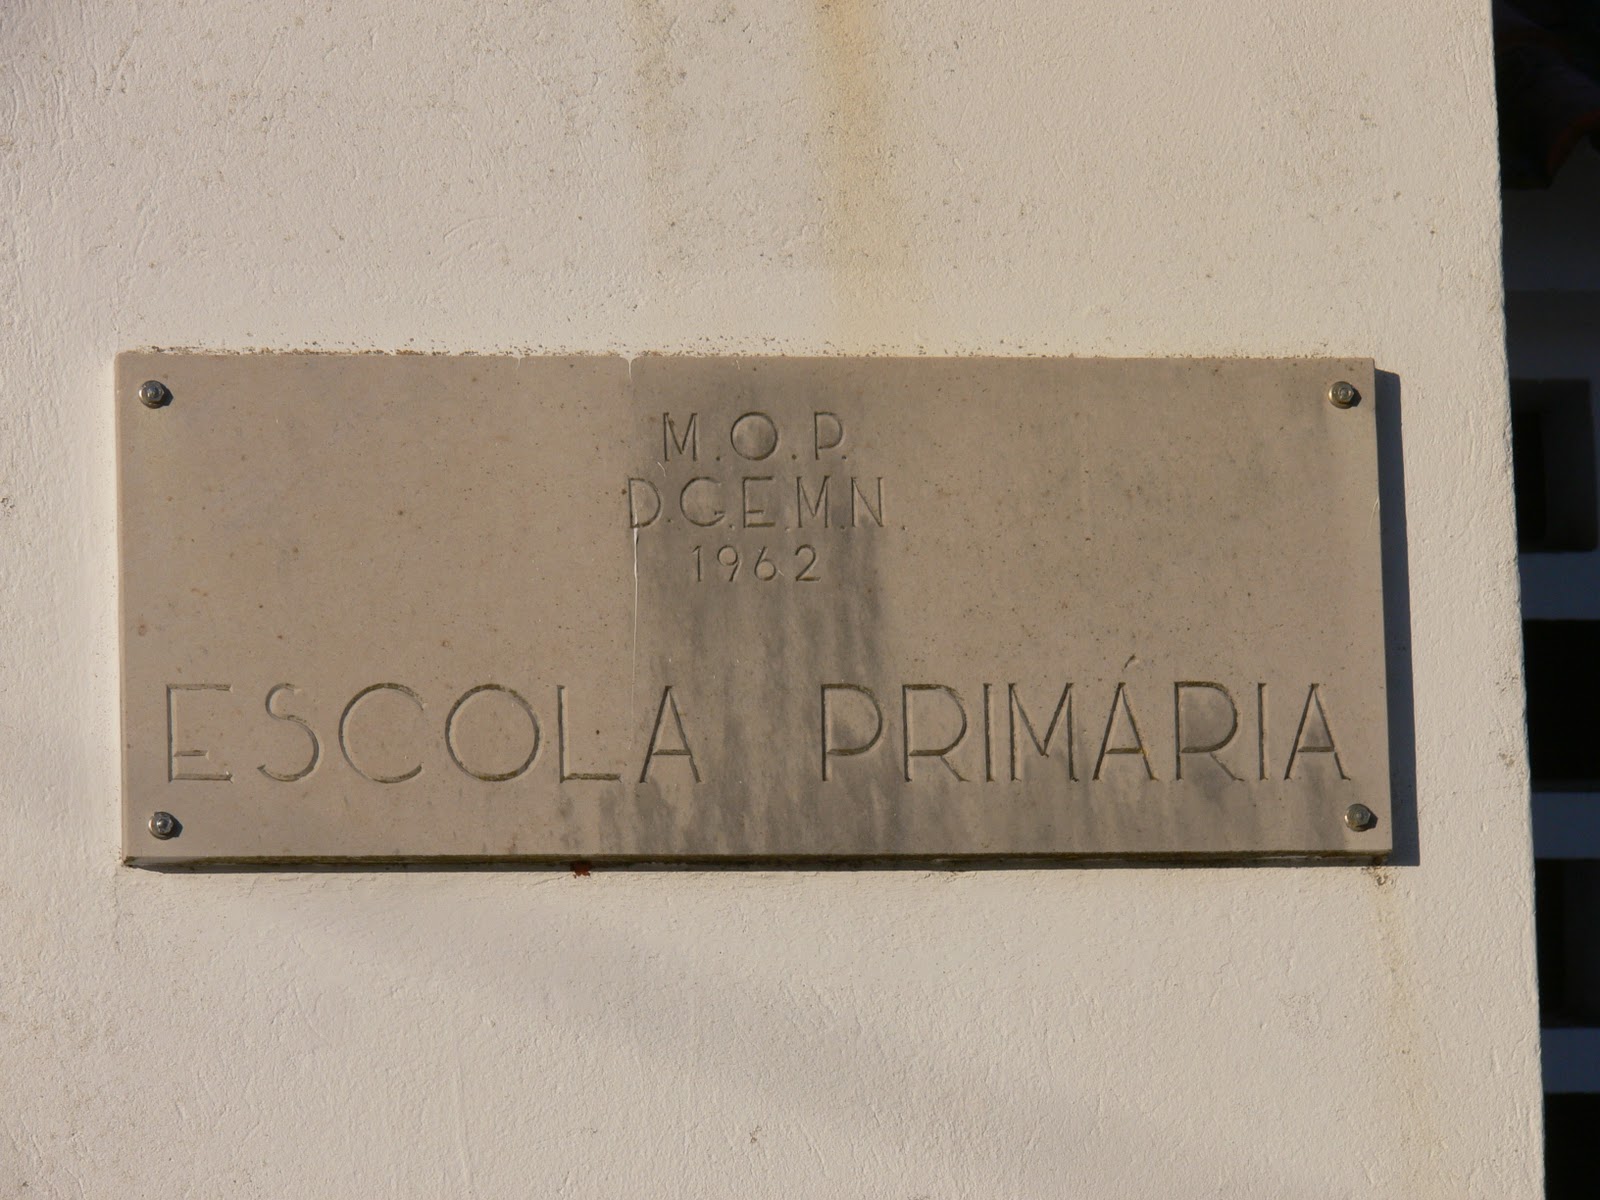 M.O.P.
D.G.E.M.N.
1962
ESCOLA PRIMÁRIA